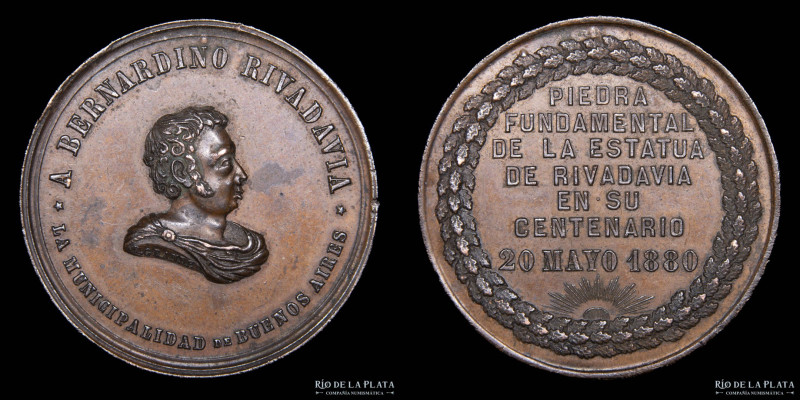 ★ A BERNARDINO RIVADAVIA ★
LA MUNICIPALIDAD DE BUENOS AIRES
PIEDRA
FUNDAMENTAL
DE LA ESTATUA
DE RIVADAVIA
EN SU
CENTENARIO
20 MAYO 1880
RÍO DE LA PLATA
COMPAÑÍA NUMISMÁTICA
RÍO DE LA PLATA
COMPAÑÍA NUMISMÁTICA